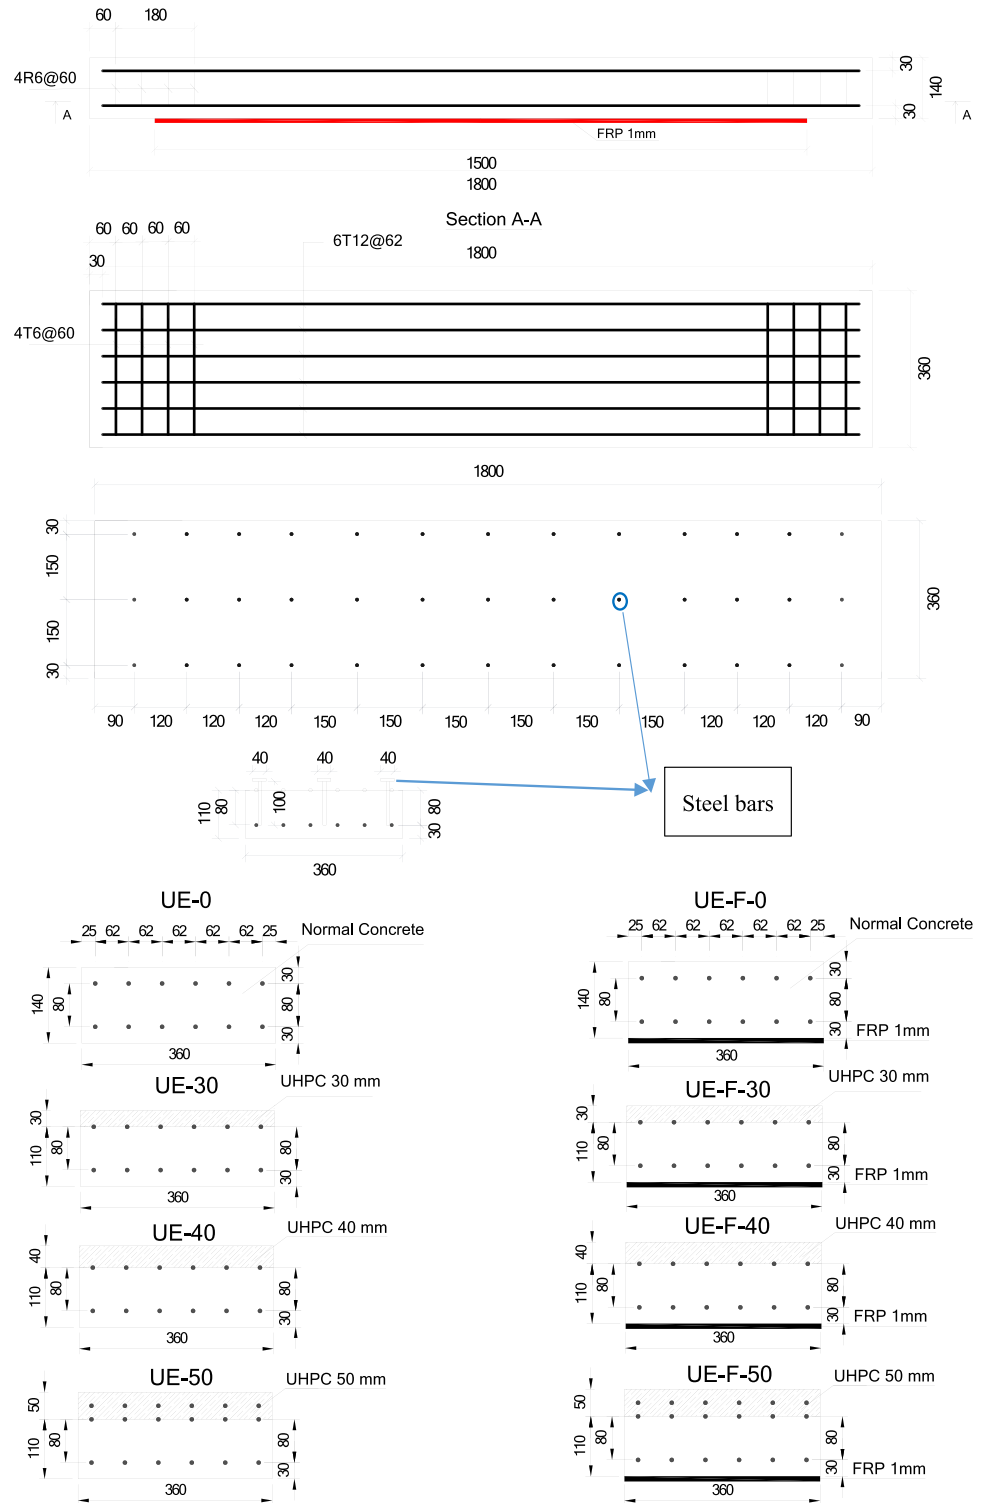 60 180
4R6@60
30
140
30
A A
FRP 1mm
1500
1800
Section A-A
60 60 60 60
6T12@62
1800
30
4T6@60
360
1800
30
150
150
30
360
90 120 120 120 150 150 150 150 150 150 120 120 120 90
40 40 40
110 80 100 80
30
360
Steel bars
UE-0
25 62 62 62 62 62 25
Normal Concrete
140 80
30
80
30
360
UE-F-0
25 62 62 62 62 62 25
Normal Concrete
140 80
30
80
30
FRP 1mm
360
UE-30
UHPC 30 mm
30
110 80
80
30
360
UE-F-30
UHPC 30 mm
30
110 80
80
30
FRP 1mm
360
UE-40
UHPC 40 mm
40
110 80
80
30
360
UE-F-40
UHPC 40 mm
40
110 80
80
30
FRP 1mm
360
UE-50
UHPC 50 mm
50
110 80
80
30
360
UE-F-50
UHPC 50 mm
50
110 80
80
30
FRP 1mm
360